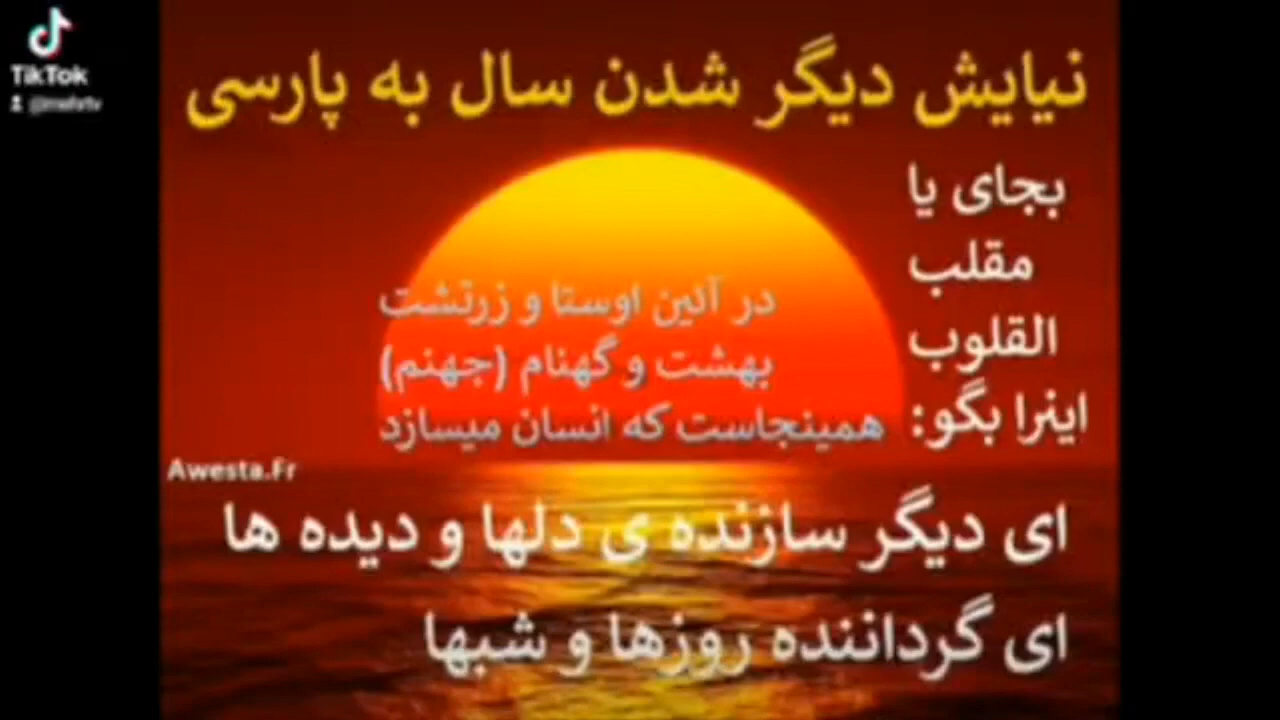 TikTok
نیایش دیگر شدن سال به پارسی
بجای یا
مقلب
القلوب
اینرا بگو:
در آئین اوستا و زرتشت
بهشت و گهنام (جهنم)
همینجاست که انسان میسازد
Awesta.Fr
ای دیگر سازنده ی دلها و دیده ها
ای گرداننده روزها و شبها